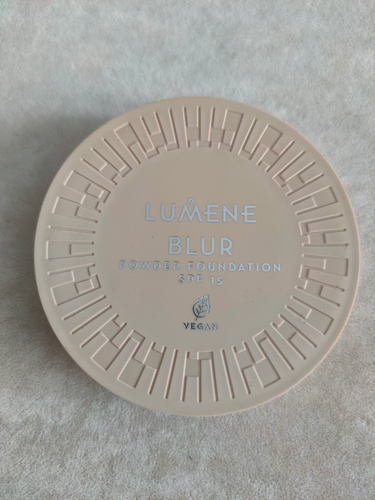 LUMENE
BLUR
POWDER FOUNDATION
SPF 15
VEGAN